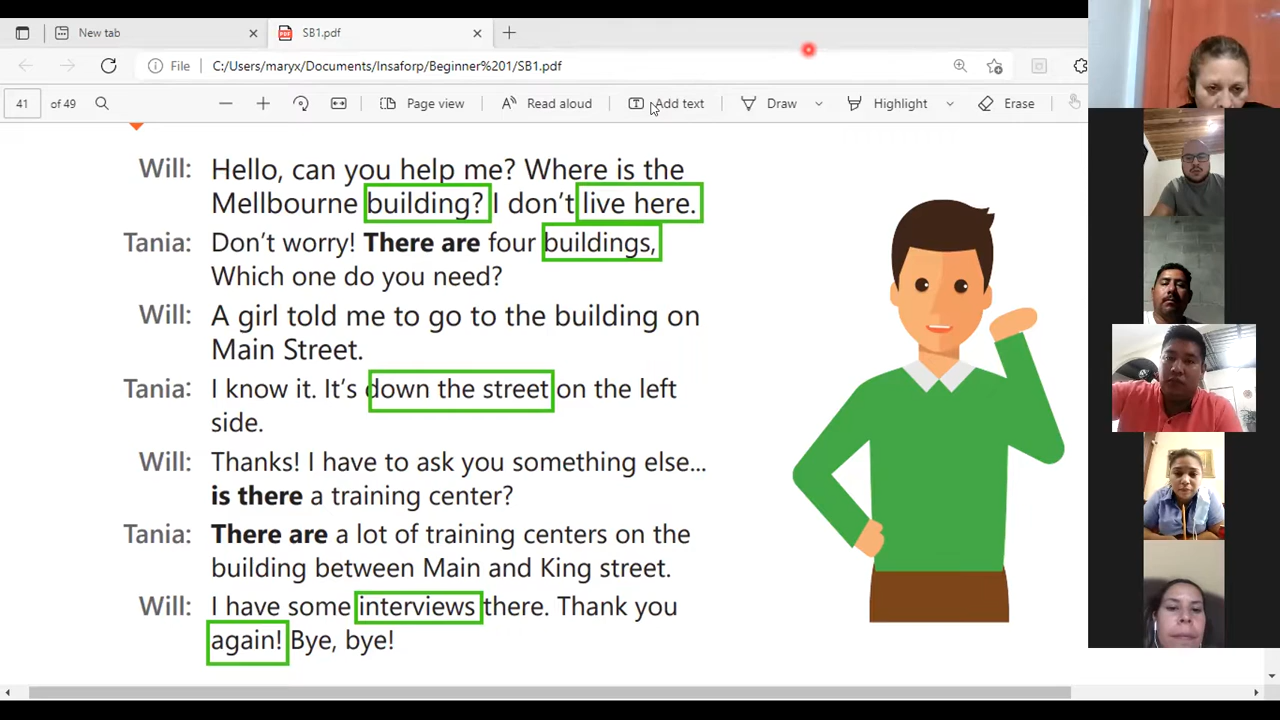 New tab
SB1.pdf
File C:/Users/maryx/Documents/Insaforp/Beginner%201/SB1.pdf
41 of 49 Page view Read aloud Add text Draw Highlight Erase
Will: Hello, can you help me? Where is the
Mellbourne building? I don't live here.
Tania: Don't worry! There are four buildings,
Which one do you need?
Will: A girl told me to go to the building on
Main Street.
Tania: I know it. It's down the street on the left
side.
Will: Thanks! I have to ask you something else...
is there a training center?
Tania: There are a lot of training centers on the
building between Main and King street.
Will: I have some interviews there. Thank you
again! Bye, bye!